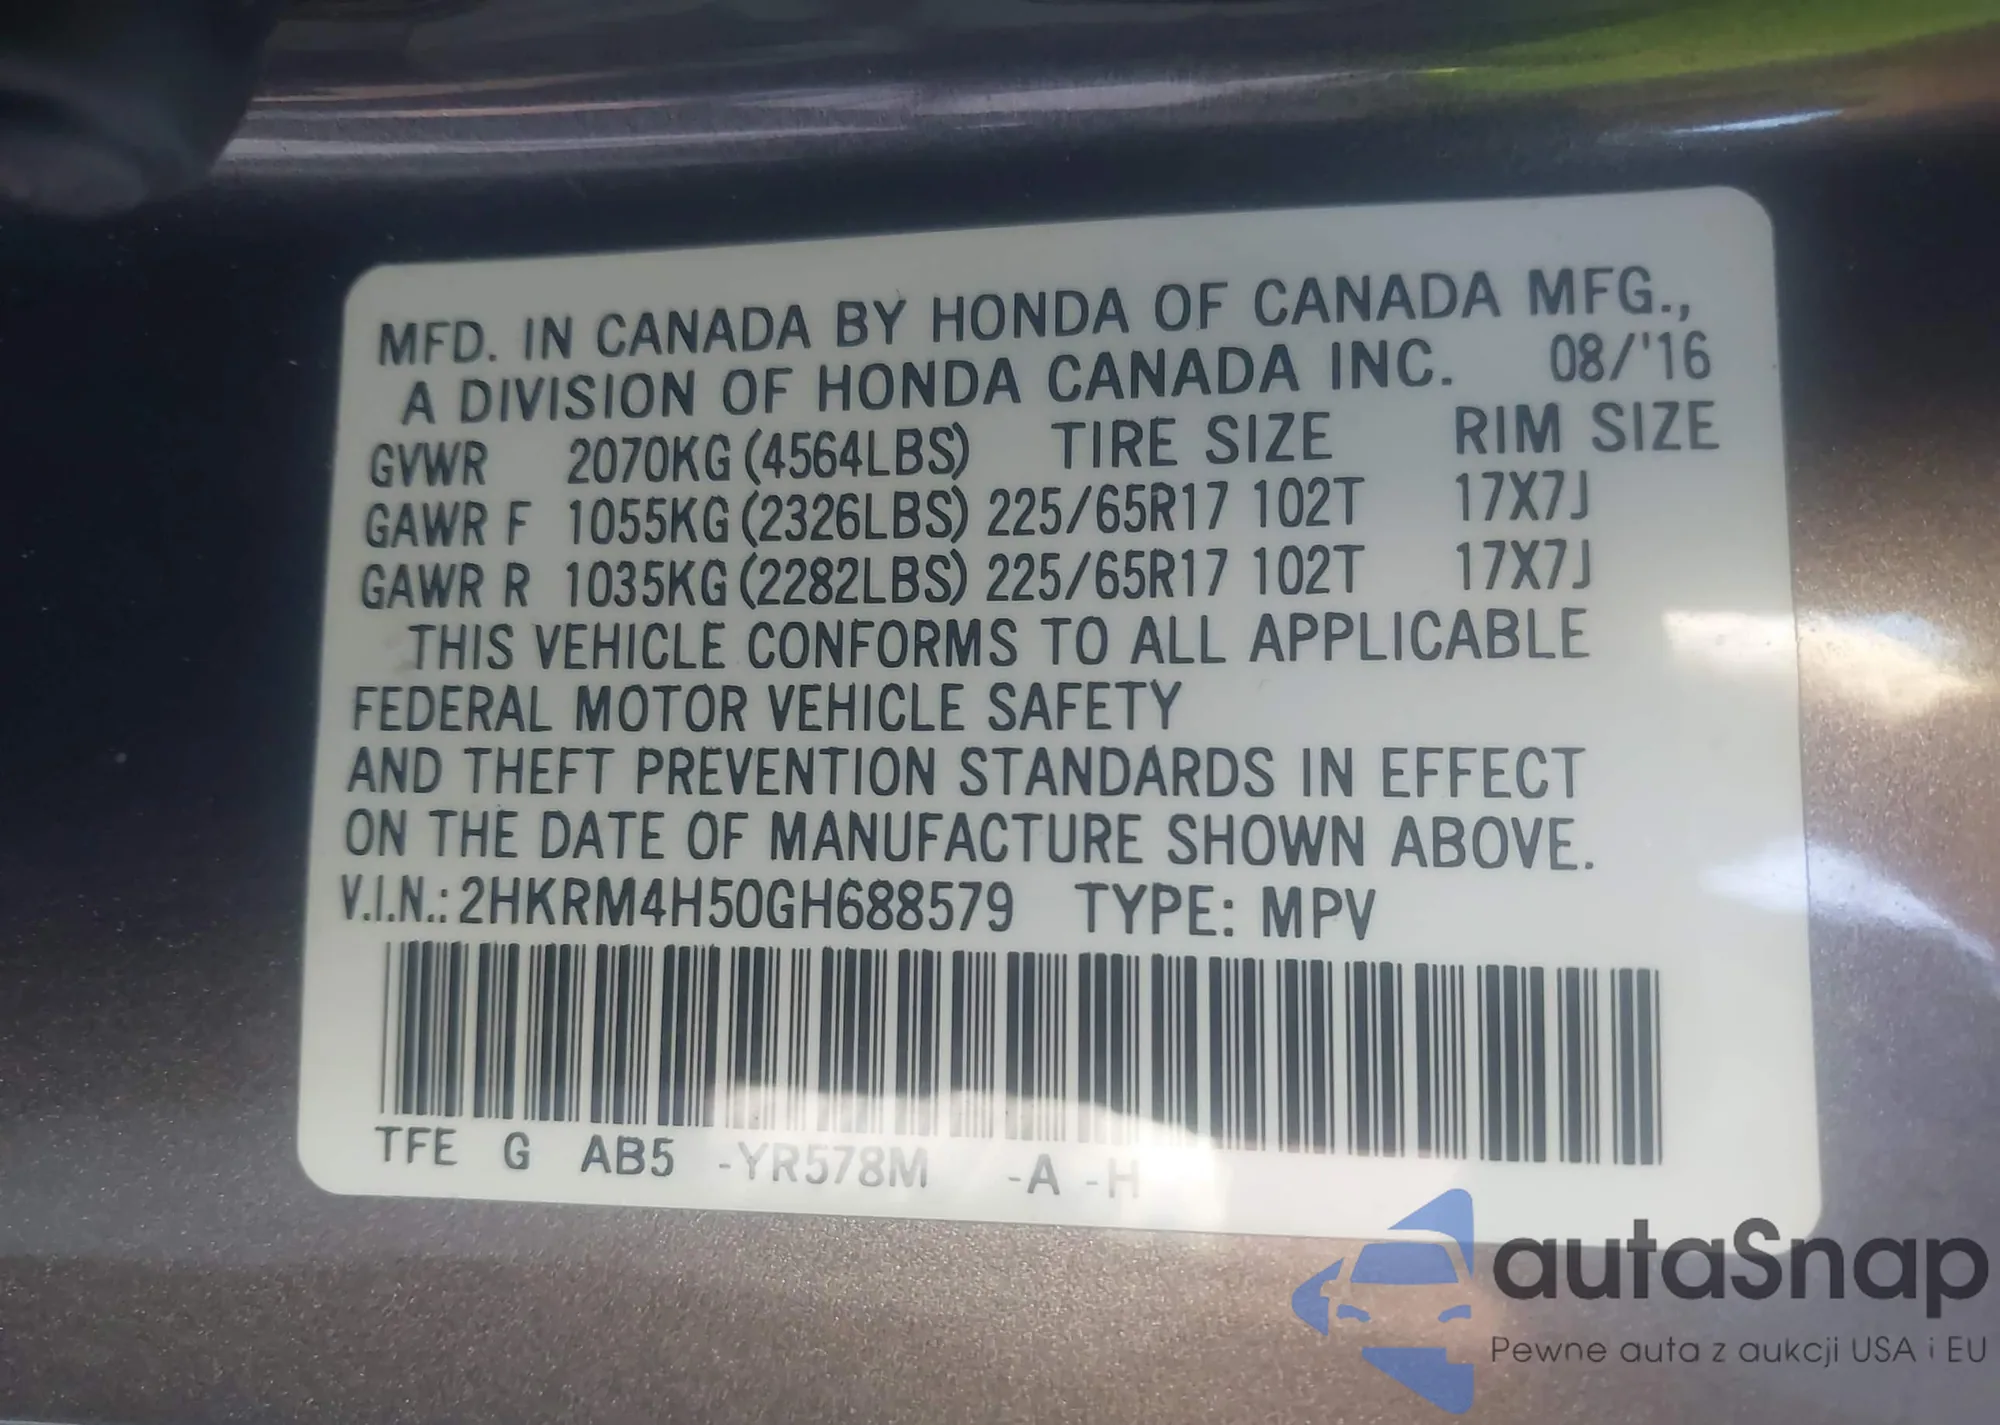 MFD. IN CANADA BY HONDA OF CANADA MFG.,
A DIVISION OF HONDA CANADA INC. 08/'16
GVWR 2070KG (4564LBS) TIRE SIZE RIM SIZE
GAWR F 1055KG (2326LBS) 225/65R17 102T 17X7J
GAWR R 1035KG (2282LBS) 225/65R17 102T 17X7J
THIS VEHICLE CONFORMS TO ALL APPLICABLE
FEDERAL MOTOR VEHICLE SAFETY
AND THEFT PREVENTION STANDARDS IN EFFECT
ON THE DATE OF MANUFACTURE SHOWN ABOVE.
V.I.N.: 2HKRM4H50GH688579 TYPE: MPV
TFE G AB5 -YR578M -A -H
autaSnap
Pewne auta z aukcji USA i EU